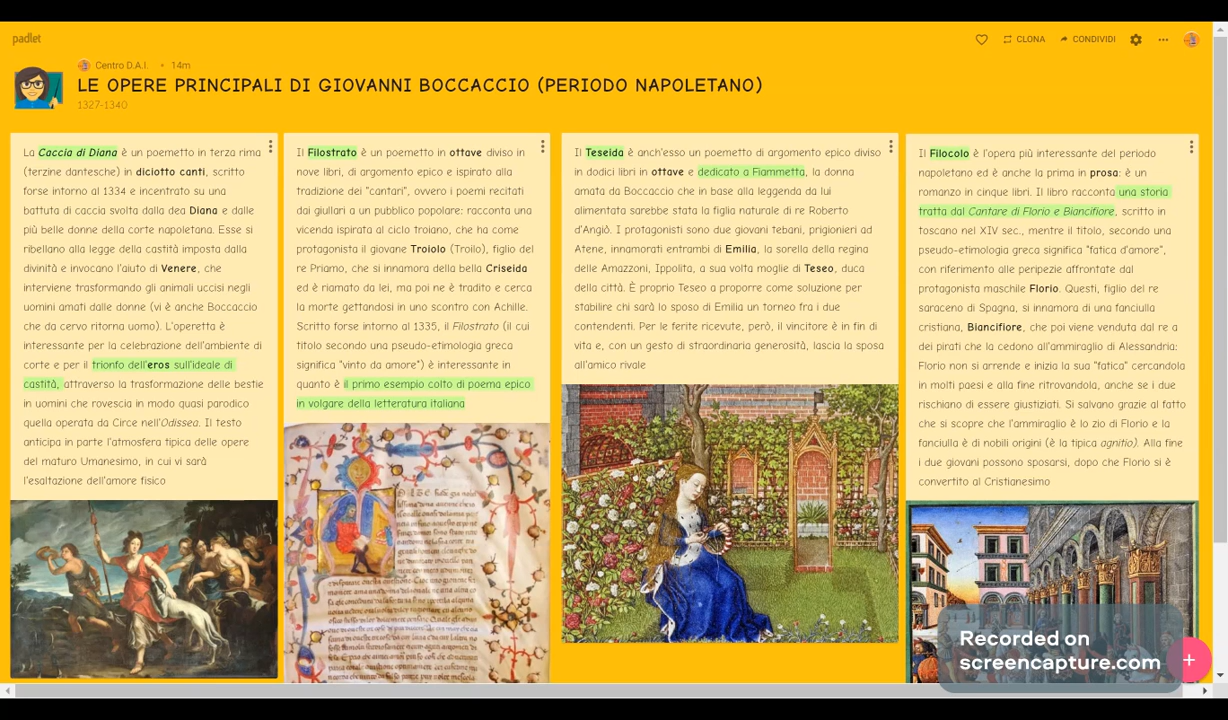 padlet
CLONA
CONDIVIDI
Centro D.A.I. • 14m
LE OPERE PRINCIPALI DI GIOVANNI BOCCACCIO (PERIODO NAPOLETANO)
1327-1340
La Caccia di Diana è un poemetto in terza rima
(terzine dantesche) in diciotto canti, scritto
forse intorno al 1334 e incentrato su una
battuta di caccia svolta dalla dea Diana e dalle
più belle donne della corte napoletana. Esse si
ribellano alla legge della castità imposta dalla
divinità e invocano l'aiuto di Venere, che
interviene trasformando gli animali uccisi negli
uomini amati dalle donne (vi è anche Boccaccio
che da cervo ritorna uomo). L'operetta è
interessante per la celebrazione dell'ambiente di
corte e per il trionfo dell'eros sull'ideale di
castità, attraverso la trasformazione delle bestie
in uomini che rovescia in modo quasi parodico
quella operata da Circe nell'Odissea. Il testo
anticipa in parte l'atmosfera tipica delle opere
del maturo Umanesimo, in cui vi sarà
l'esaltazione dell'amore fisico
Il Filostrato è un poemetto in ottave diviso in
nove libri, di argomento epico e ispirato alla
tradizione dei "cantari", ovvero i poemi recitati
dai giullari a un pubblico popolare: racconta una
vicenda ispirata al ciclo troiano, che ha come
protagonista il giovane Troiolo (Troilo), figlio del
re Priamo, che si innamora della bella Criseida
ed è riamato da lei, ma poi ne è tradito e cerca
la morte gettandosi in uno scontro con Achille.
Scritto forse intorno al 1335, il Filostrato (il cui
titolo secondo una pseudo-etimologia greca
significa "vinto da amore") è interessante in
quanto è il primo esempio colto di poema epico
in volgare della letteratura italiana
Il Teseida è anch'esso un poemetto di argomento epico diviso
in dodici libri in ottave e dedicato a Fiammetta, la donna
amata da Boccaccio che in base alla leggenda da lui
alimentata sarebbe stata la figlia naturale di re Roberto
d'Angiò. I protagonisti sono due giovani tebani, prigionieri ad
Atene, innamorati entrambi di Emilia, la sorella della regina
delle Amazzoni, Ippolita, a sua volta moglie di Teseo, duca
della città. È proprio Teseo a proporre come soluzione per
stabilire chi sarà lo sposo di Emilia un torneo fra i due
contendenti. Per le ferite ricevute, però, il vincitore è in fin di
vita e, con un gesto di straordinaria generosità, lascia la sposa
all'amico rivale
Il Filocolo è l'opera più interessante del periodo
napoletano ed è anche la prima in prosa: è un
romanzo in cinque libri. Il libro racconta una storia
tratta dal Cantare di Florio e Biancifiore, scritto in
toscano nel XIV sec., mentre il titolo, secondo una
pseudo-etimologia greca significa "fatica d'amore",
con riferimento alle peripezie affrontate dal
protagonista maschile Florio. Questi, figlio del re
saraceno di Spagna, si innamora di una fanciulla
cristiana, Biancifiore, che poi viene venduta dal re a
dei pirati che la cedono all'ammiraglio di Alessandria;
Florio non si arrende e inizia la sua "fatica" cercandola
in molti paesi e alla fine ritrovandola, anche se i due
rischiano di essere giustiziati. Si salvano grazie al fatto
che si scopre che l'ammiraglio è lo zio di Florio e la
fanciulla è di nobili origini (è la tipica agnitio). Alla fine
i due giovani possono sposarsi, dopo che Florio si è
convertito al Cristianesimo
Recorded on
screencapture.com